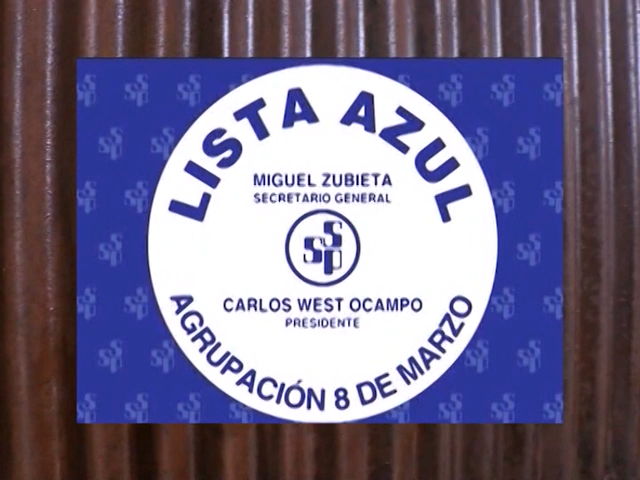 LISTA AZUL
MIGUEL ZUBIETA
SECRETARIO GENERAL
SSP
CARLOS WEST OCAMPO
PRESIDENTE
AGRUPACIÓN 8 DE MARZO